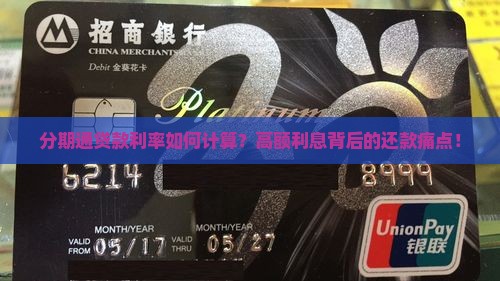 招商银行
CHINA MERCHANTS BANK
Debit 金葵花卡
Platinum
分期通贷款利率如何计算？高额利息背后的还款痛点！
6214 8999
MONTH/YEAR MONTH/YEAR
VALID FROM 05/17 VALID THRU 05/27
UnionPay
银联